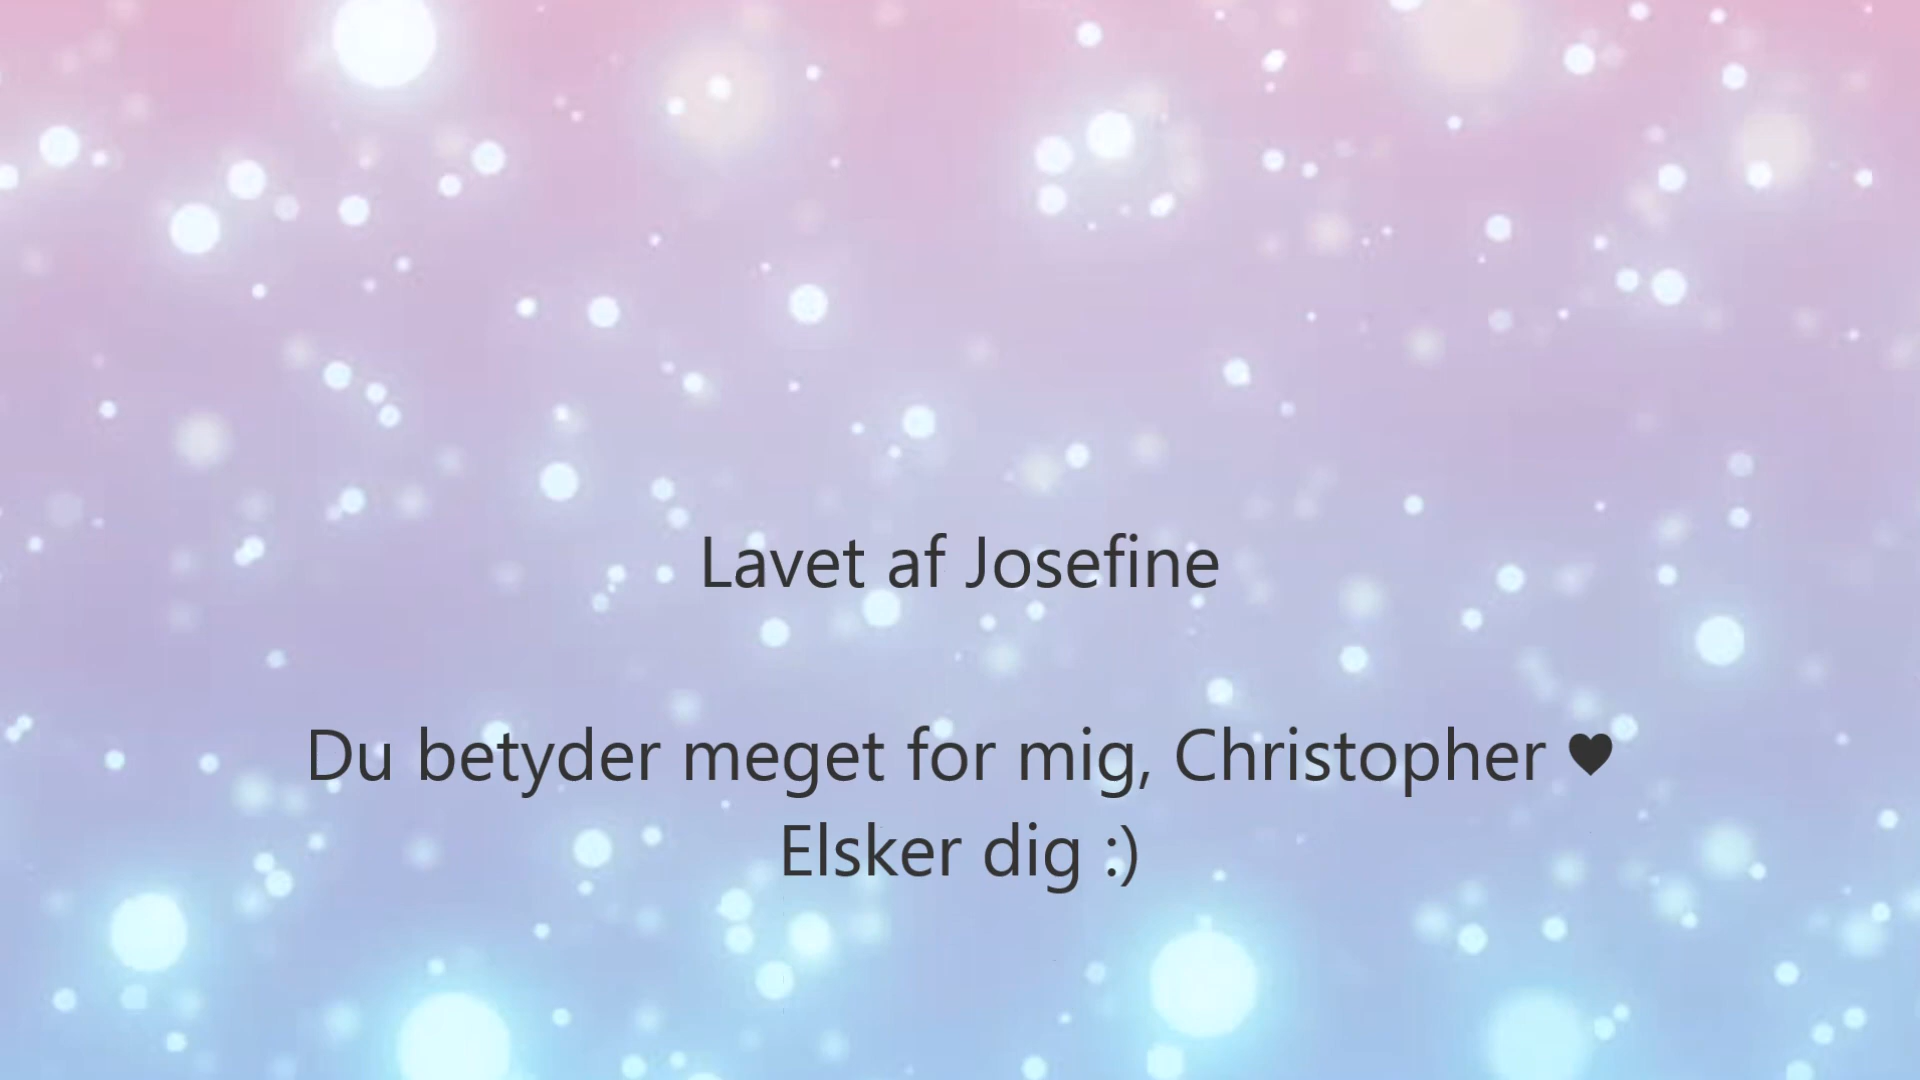 Lavet af Josefine
Du betyder meget for mig, Christopher ♥
Elsker dig :)